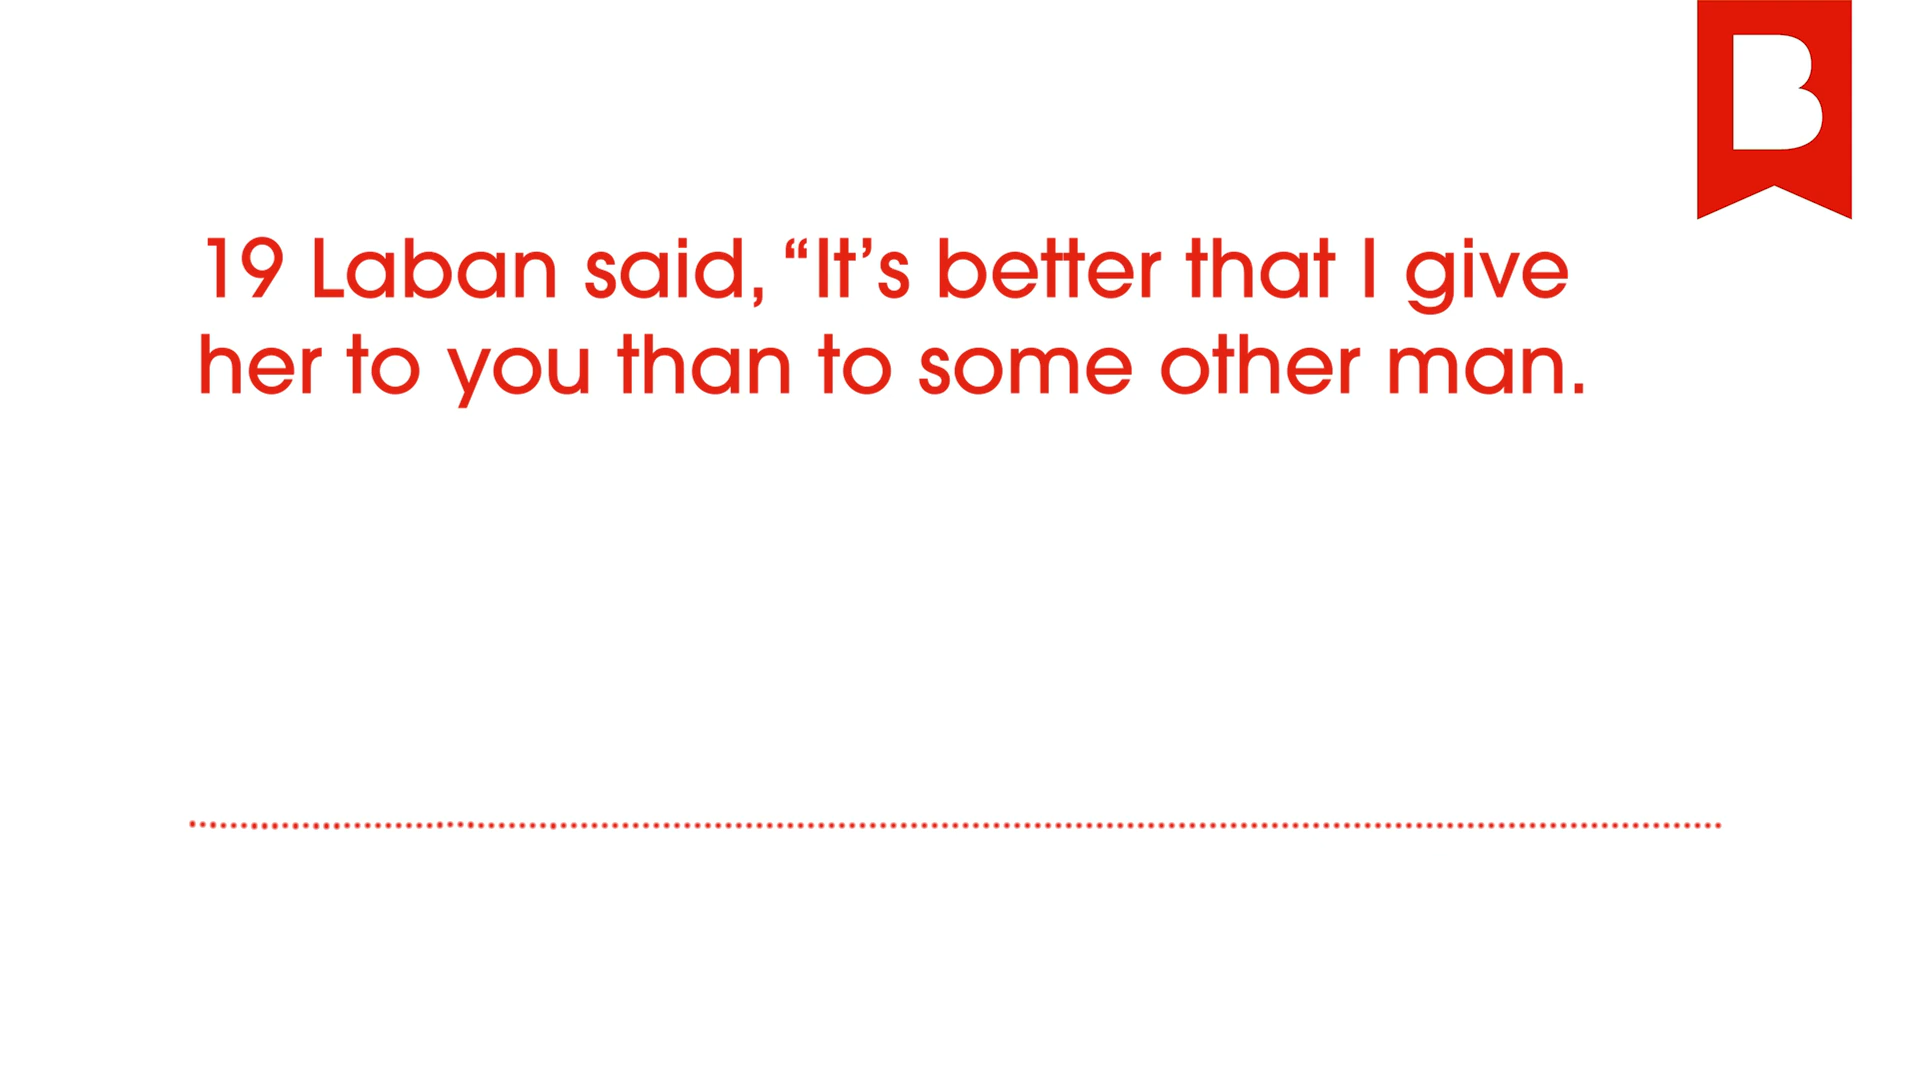 B
19 Laban said, “It’s better that I give
her to you than to some other man.